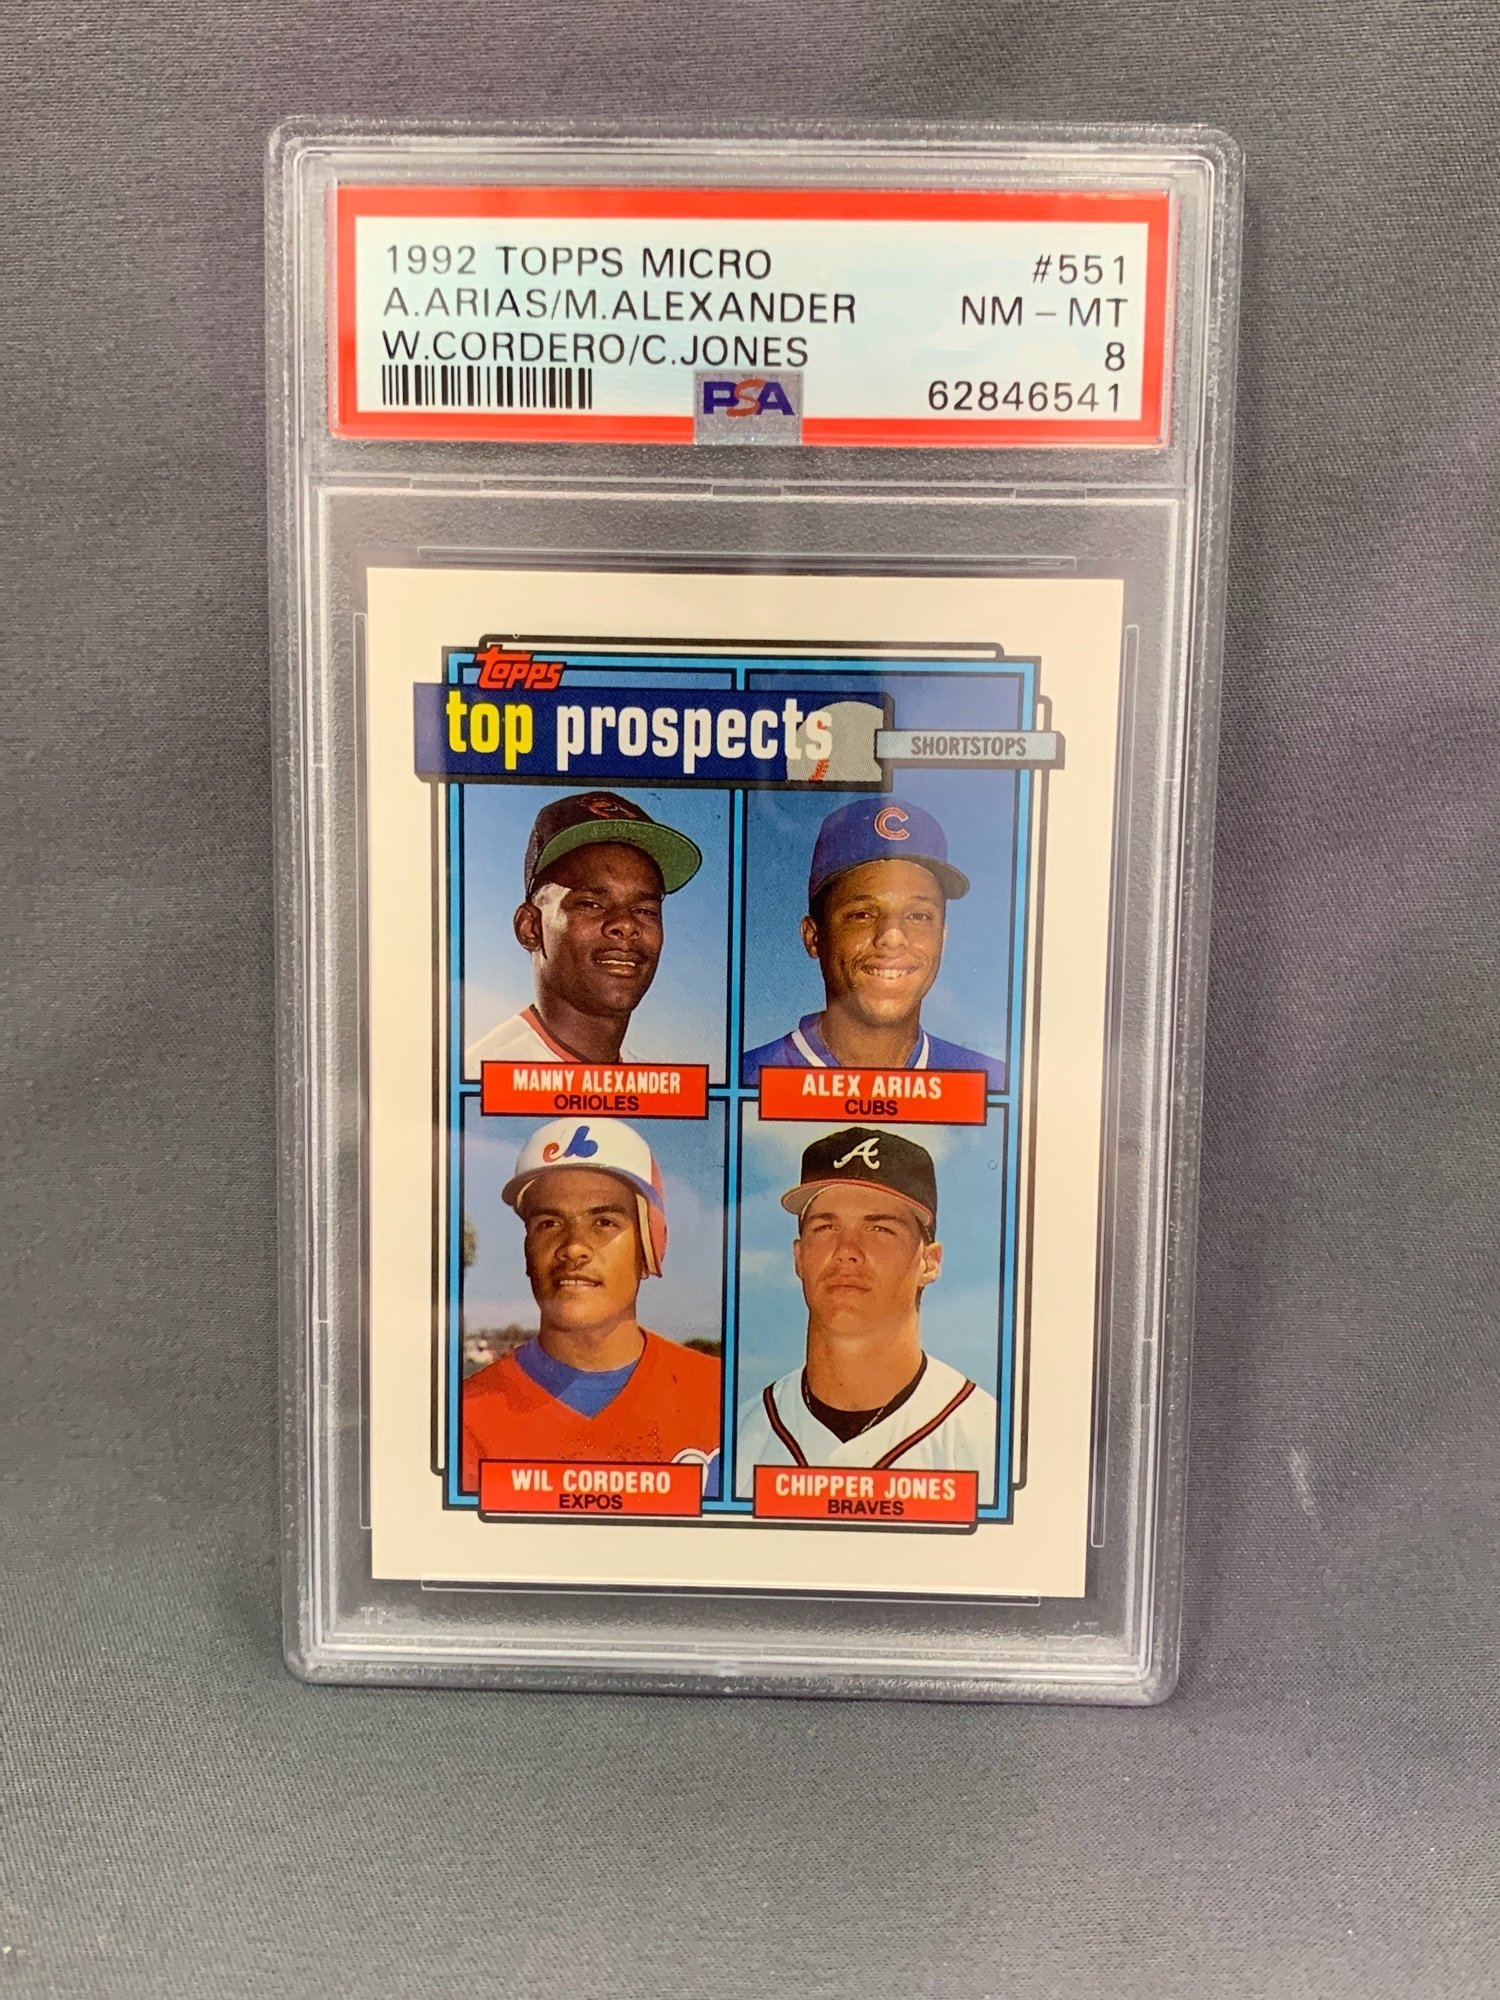 1992 TOPPS MICRO #551
A.ARIAS/M.ALEXANDER NM - MT
W.CORDERO/C.JONES 8
PSA 62846541
Topps
top prospects
SHORTSTOPS
C
MANNY ALEXANDER
ORIOLES
ALEX ARIAS
CUBS
eb
A
WIL CORDERO
EXPOS
CHIPPER JONES
BRAVES